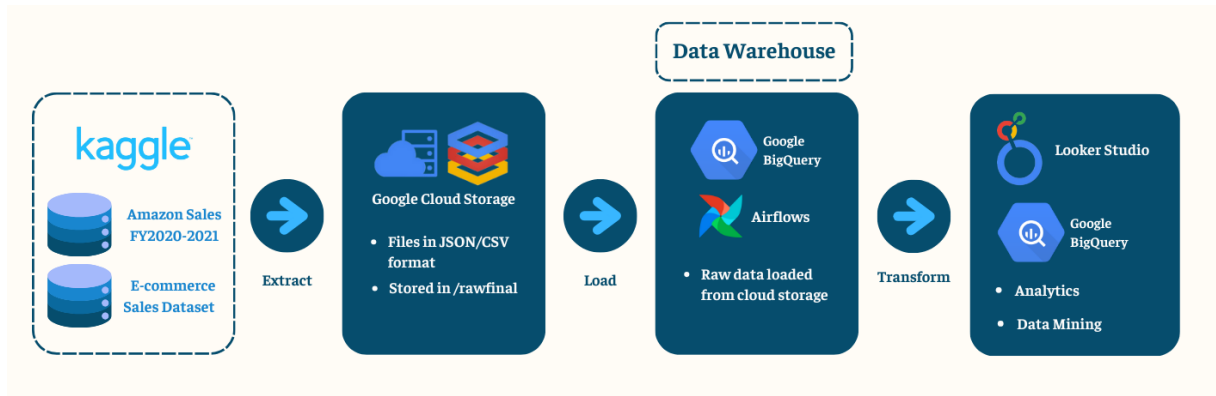 Data Warehouse
kaggle
Amazon Sales
FY2020-2021
E-commerce
Sales Dataset
Extract
Google Cloud Storage
• Files in JSON/CSV
format
• Stored in /rawfinal
Load
Google
BigQuery
Airflows
• Raw data loaded
from cloud storage
Transform
Looker Studio
Google
BigQuery
• Analytics
• Data Mining